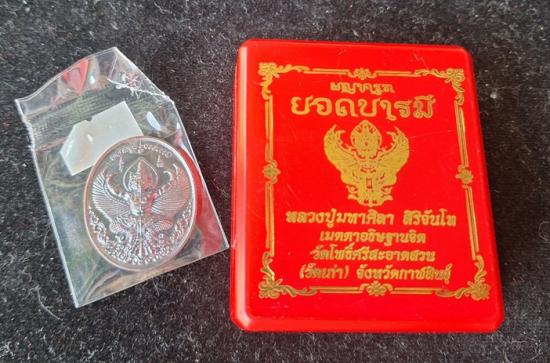 พญาครุฑ
ยอดบารมี
หลวงปู่มหาศิลา สิริจันโท
เมตตาอธิษฐานจิต
วัดโพธิ์ศรีสะอาดสวน
(วัดเก่า) จังหวัดกาฬสินธุ์